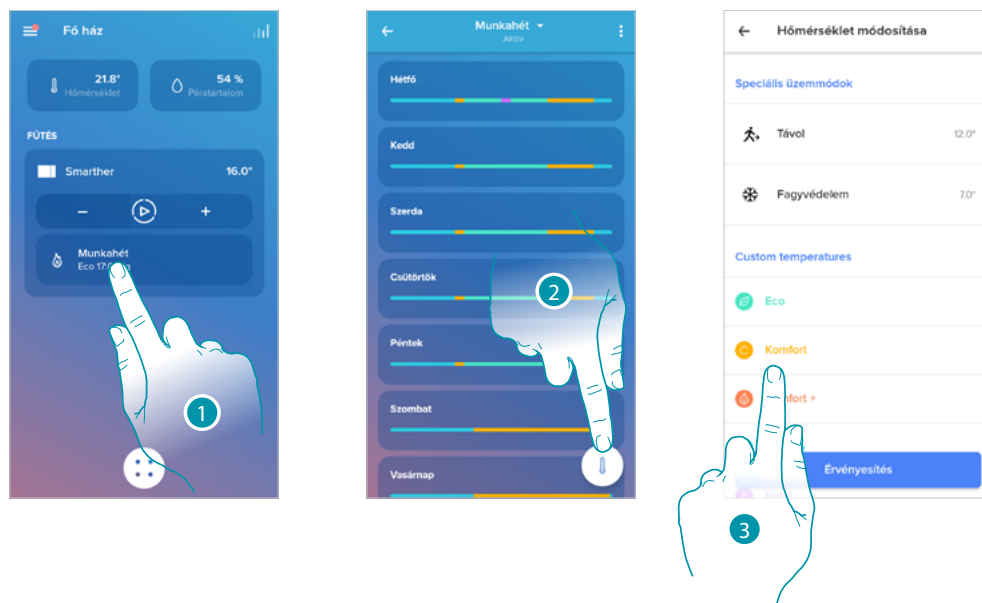 Fő ház
21.8°
Hőmérséklet
54 %
Páratartalom
FŰTÉS
Smarther
16.0°
Munkahét
Eco
1
Munkahét
Aktív
Hétfő
Kedd
Szerda
Csütörtök
Péntek
Szombat
Vasárnap
2
Hőmérséklet módosítása
Speciális üzemmódok
Távol
12.0°
Fagyvédelem
7.0°
Custom temperatures
Eco
Komfort
Érvényesítés
3